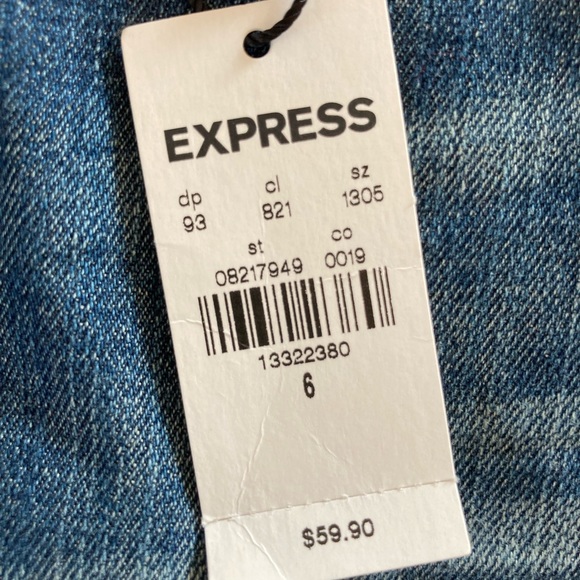 EXPRESS
dp cl sz
93 821 1305
st co
08217949 0019
13322380
6
$59.90